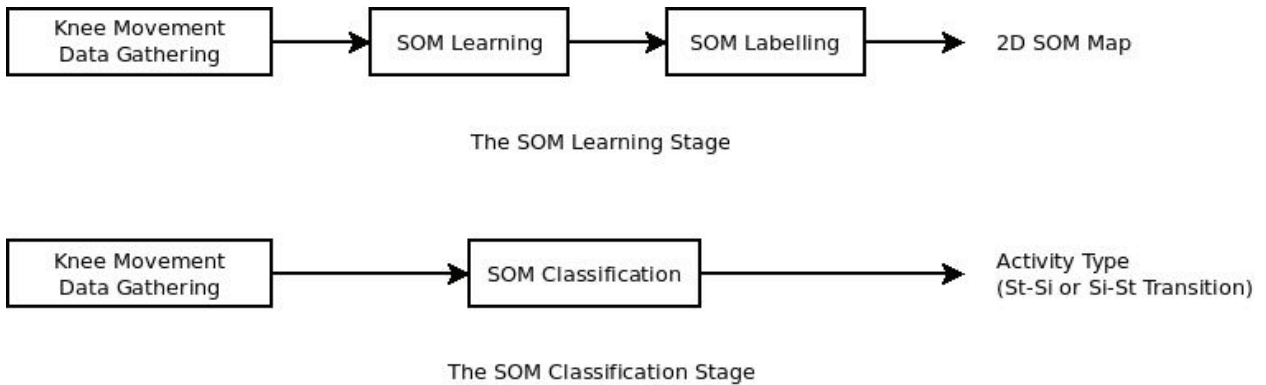 Knee Movement
Data Gathering
SOM Learning
SOM Labelling
2D SOM Map
The SOM Learning Stage
Knee Movement
Data Gathering
SOM Classification
Activity Type
(St-Si or Si-St Transition)
The SOM Classification Stage